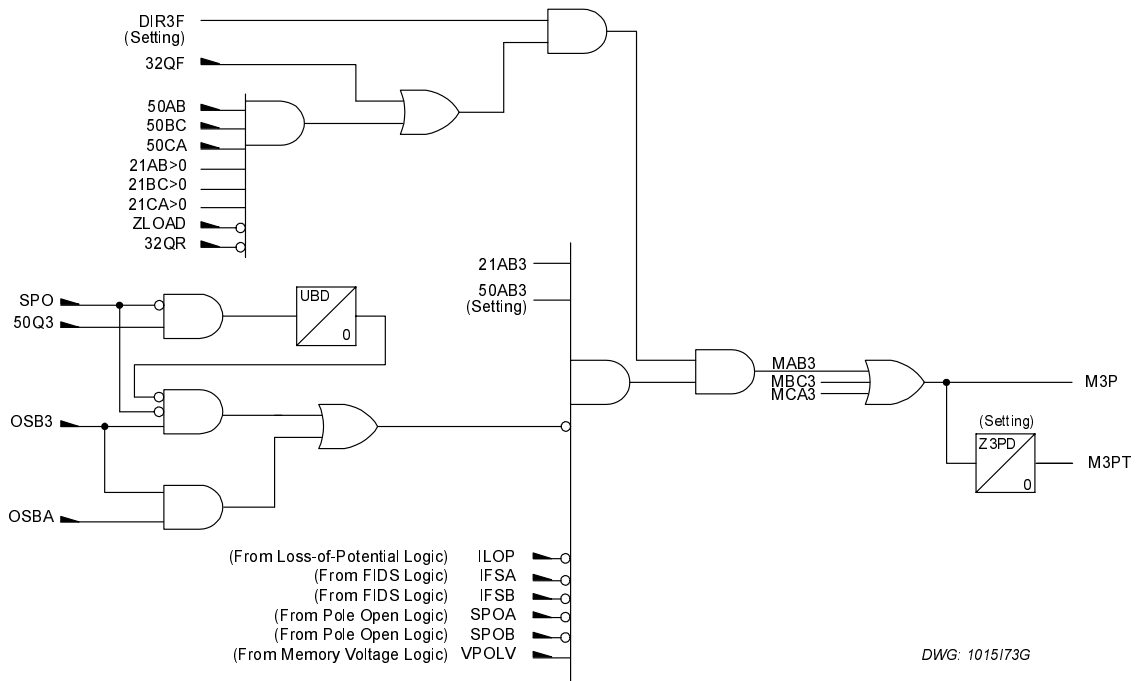 DIR3F
(Setting)
32QF
50AB
50BC
50CA
21AB>0
21BC>0
21CA>0
ZLOAD
32QR
SPO
50Q3
UBD
0
OSB3
OSBA
21AB3
50AB3
(Setting)
MAB3
MBC3
MCA3
M3P
(Setting)
Z3PD
0
M3PT
(From Loss-of-Potential Logic) ILOP
(From FIDS Logic) IFSA
(From FIDS Logic) IFSB
(From Pole Open Logic) SPOA
(From Pole Open Logic) SPOB
(From Memory Voltage Logic) VPOLV
DWG: 1015I73G